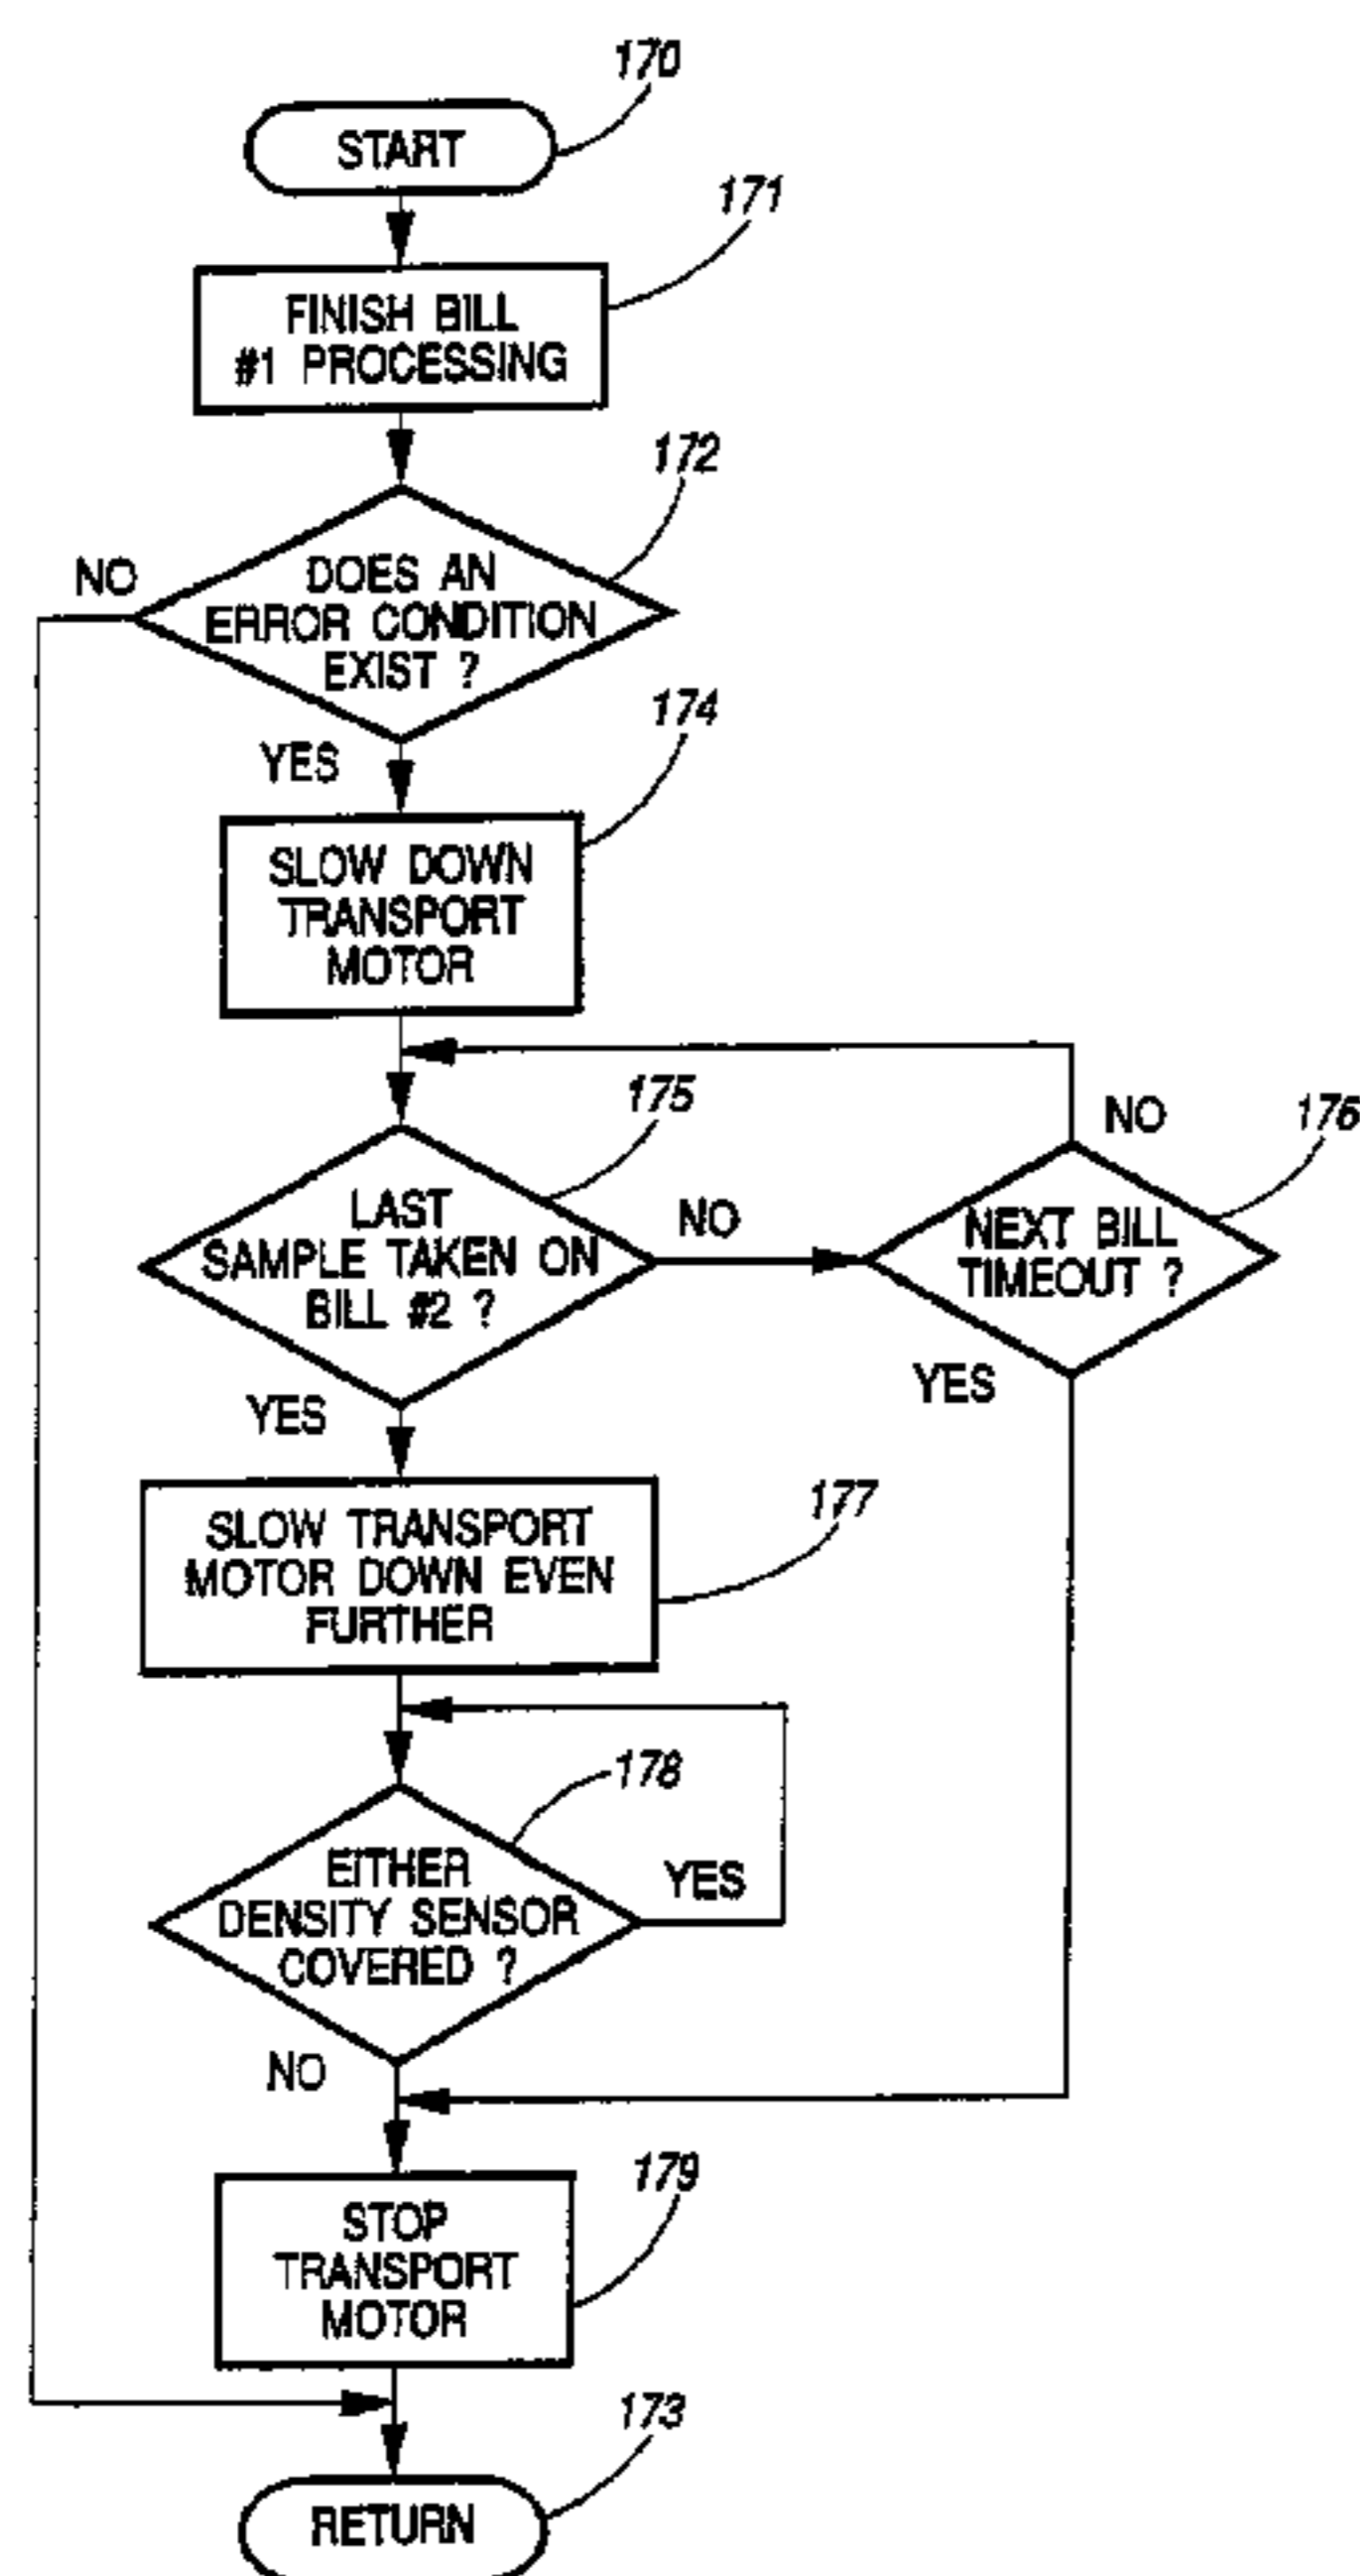 170
START
171
FINISH BILL
#1 PROCESSING
172
NO
DOES AN
ERROR CONDITION
EXIST ?
174
YES
SLOW DOWN
TRANSPORT
MOTOR
175
NO
176
LAST
SAMPLE TAKEN ON
BILL #2 ?
NO
NEXT BILL
TIMEOUT ?
YES
YES
177
SLOW TRANSPORT
MOTOR DOWN EVEN
FURTHER
178
EITHER
DENSITY SENSOR
COVERED ?
YES
NO
179
STOP
TRANSPORT
MOTOR
173
RETURN